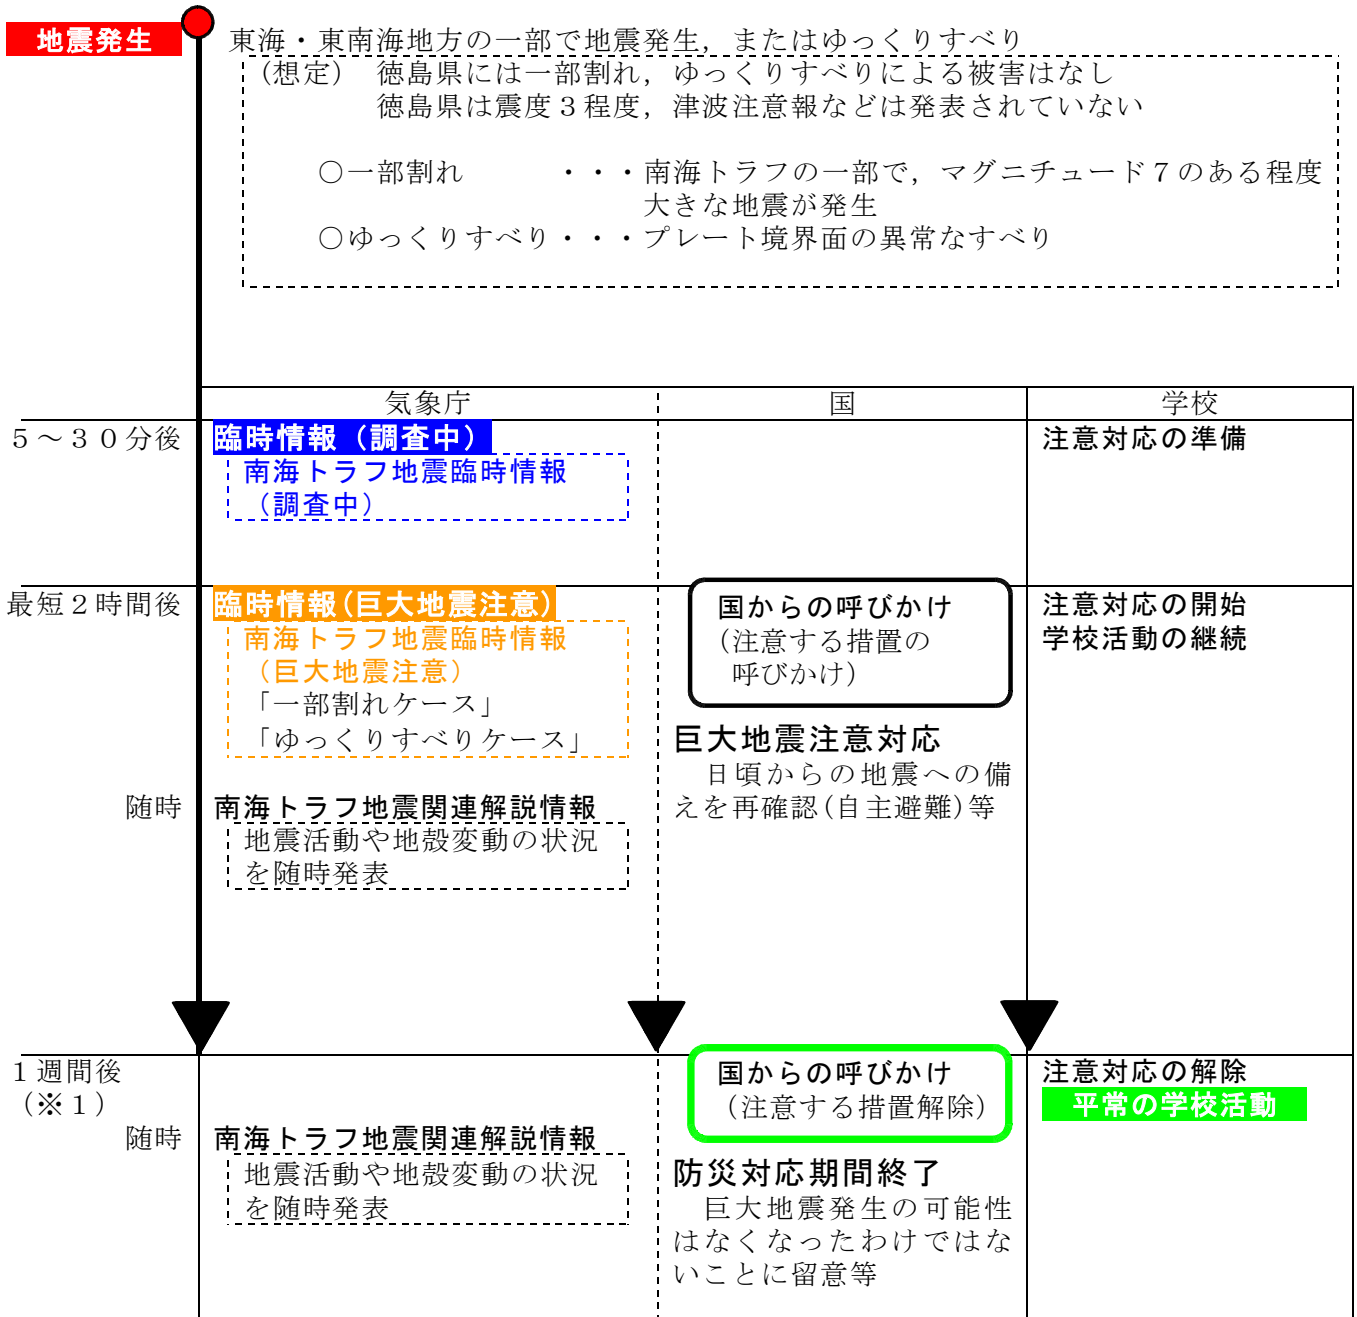 地震発生
東海・東南海地方の一部で地震発生，またはゆっくりすべり
（想定）　徳島県には一部割れ，ゆっくりすべりによる被害はなし
徳島県は震度３程度，津波注意報などは発表されていない
○一部割れ　　　・・・南海トラフの一部で，マグニチュード７のある程度
大きな地震が発生
○ゆっくりすべり・・・プレート境界面の異常なすべり
気象庁　国　学校
５～３０分後
臨時情報（調査中）
南海トラフ地震臨時情報
（調査中）
注意対応の準備
最短２時間後
臨時情報(巨大地震注意)
南海トラフ地震臨時情報
（巨大地震注意）
「一部割れケース」
「ゆっくりすべりケース」
国からの呼びかけ
（注意する措置の
呼びかけ）
巨大地震注意対応
日頃からの地震への備
えを再確認(自主避難)等
注意対応の開始
学校活動の継続
随時
南海トラフ地震関連解説情報
地震活動や地殻変動の状況
を随時発表
１週間後
（※１）
国からの呼びかけ
（注意する措置解除）
防災対応期間終了
巨大地震発生の可能性
はなくなったわけではな
いことに留意等
注意対応の解除
平常の学校活動
随時
南海トラフ地震関連解説情報
地震活動や地殻変動の状況
を随時発表